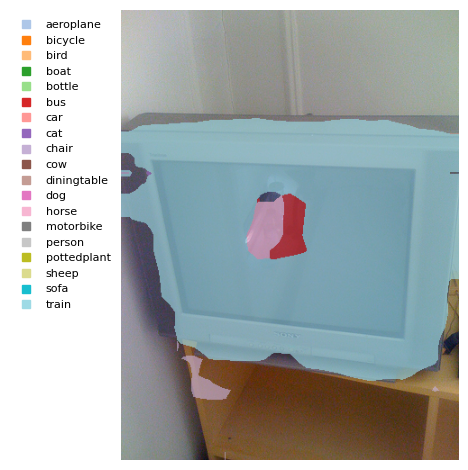 aeroplane
bicycle
bird
boat
bottle
bus
car
cat
chair
cow
diningtable
dog
horse
motorbike
person
pottedplant
sheep
sofa
train